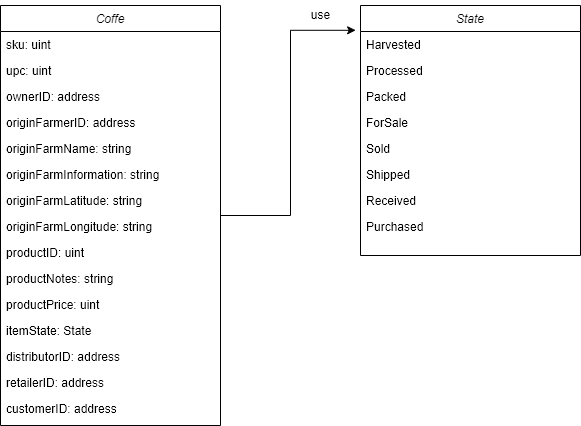 Coffe
sku: uint
upc: uint
ownerID: address
originFarmerID: address
originFarmName: string
originFarmInformation: string
originFarmLatitude: string
originFarmLongitude: string
productID: uint
productNotes: string
productPrice: uint
itemState: State
distributorID: address
retailerID: address
customerID: address
use
State
Harvested
Processed
Packed
ForSale
Sold
Shipped
Received
Purchased